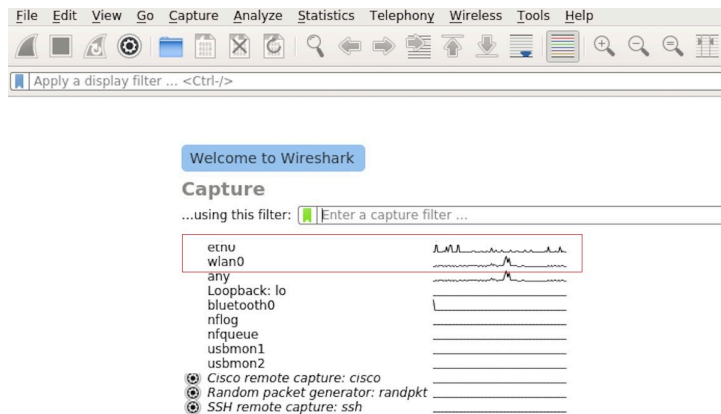 File Edit View Go Capture Analyze Statistics Telephony Wireless Tools Help
Apply a display filter ... <Ctrl-/>
Welcome to Wireshark
Capture
...using this filter: Enter a capture filter ...
eth0
wlan0
any
Loopback: lo
bluetooth0
nflog
nfqueue
usbmon1
usbmon2
Cisco remote capture: cisco
Random packet generator: randpkt
SSH remote capture: ssh